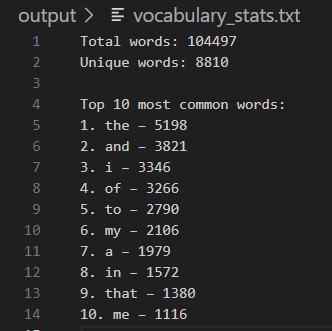 output > vocabulary_stats.txt
1 Total words: 104497
2 Unique words: 8810
3
4 Top 10 most common words:
5 1. the – 5198
6 2. and – 3821
7 3. i – 3346
8 4. of – 3266
9 5. to – 2790
10 6. my – 2106
11 7. a – 1979
12 8. in – 1572
13 9. that – 1380
14 10. me – 1116